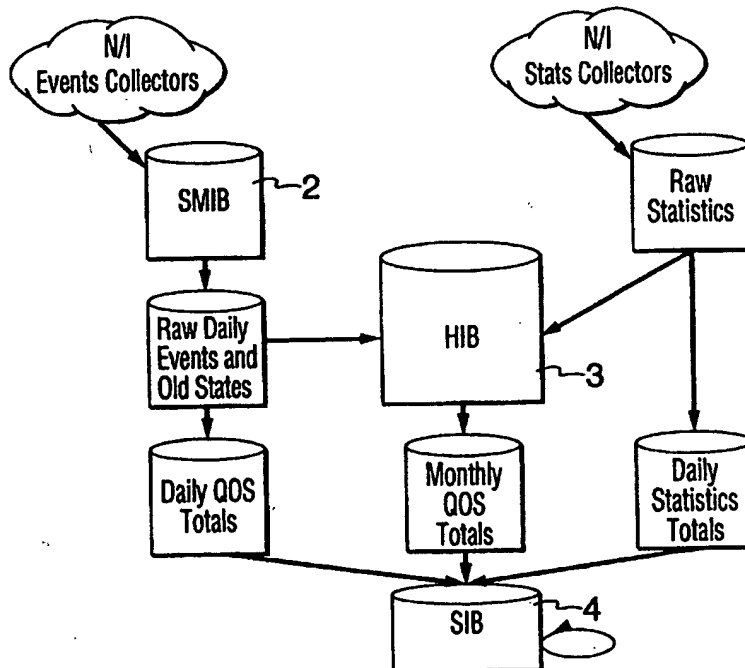 N/I
Events Collectors
N/I
Stats Collectors
SMIB
2
Raw
Statistics
Raw Daily
Events and
Old States
HIB
3
Daily QOS
Totals
Monthly
QOS
Totals
Daily
Statistics
Totals
SIB
4